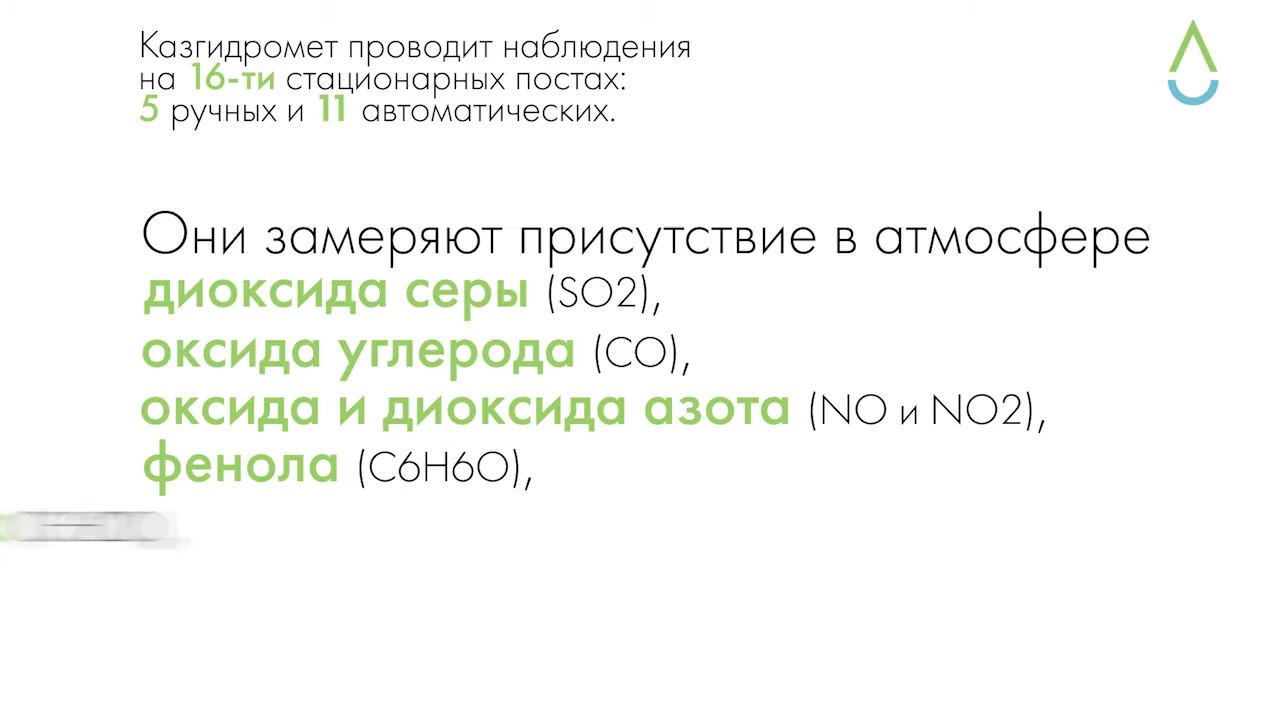 Казгидромет проводит наблюдения
на 16-ти стационарных постах:
5 ручных и 11 автоматических.
Они замеряют присутствие в атмосфере
диоксида серы (SO2),
оксида углерода (CO),
оксида и диоксида азота (NO и NO2),
фенола (C6H6O),